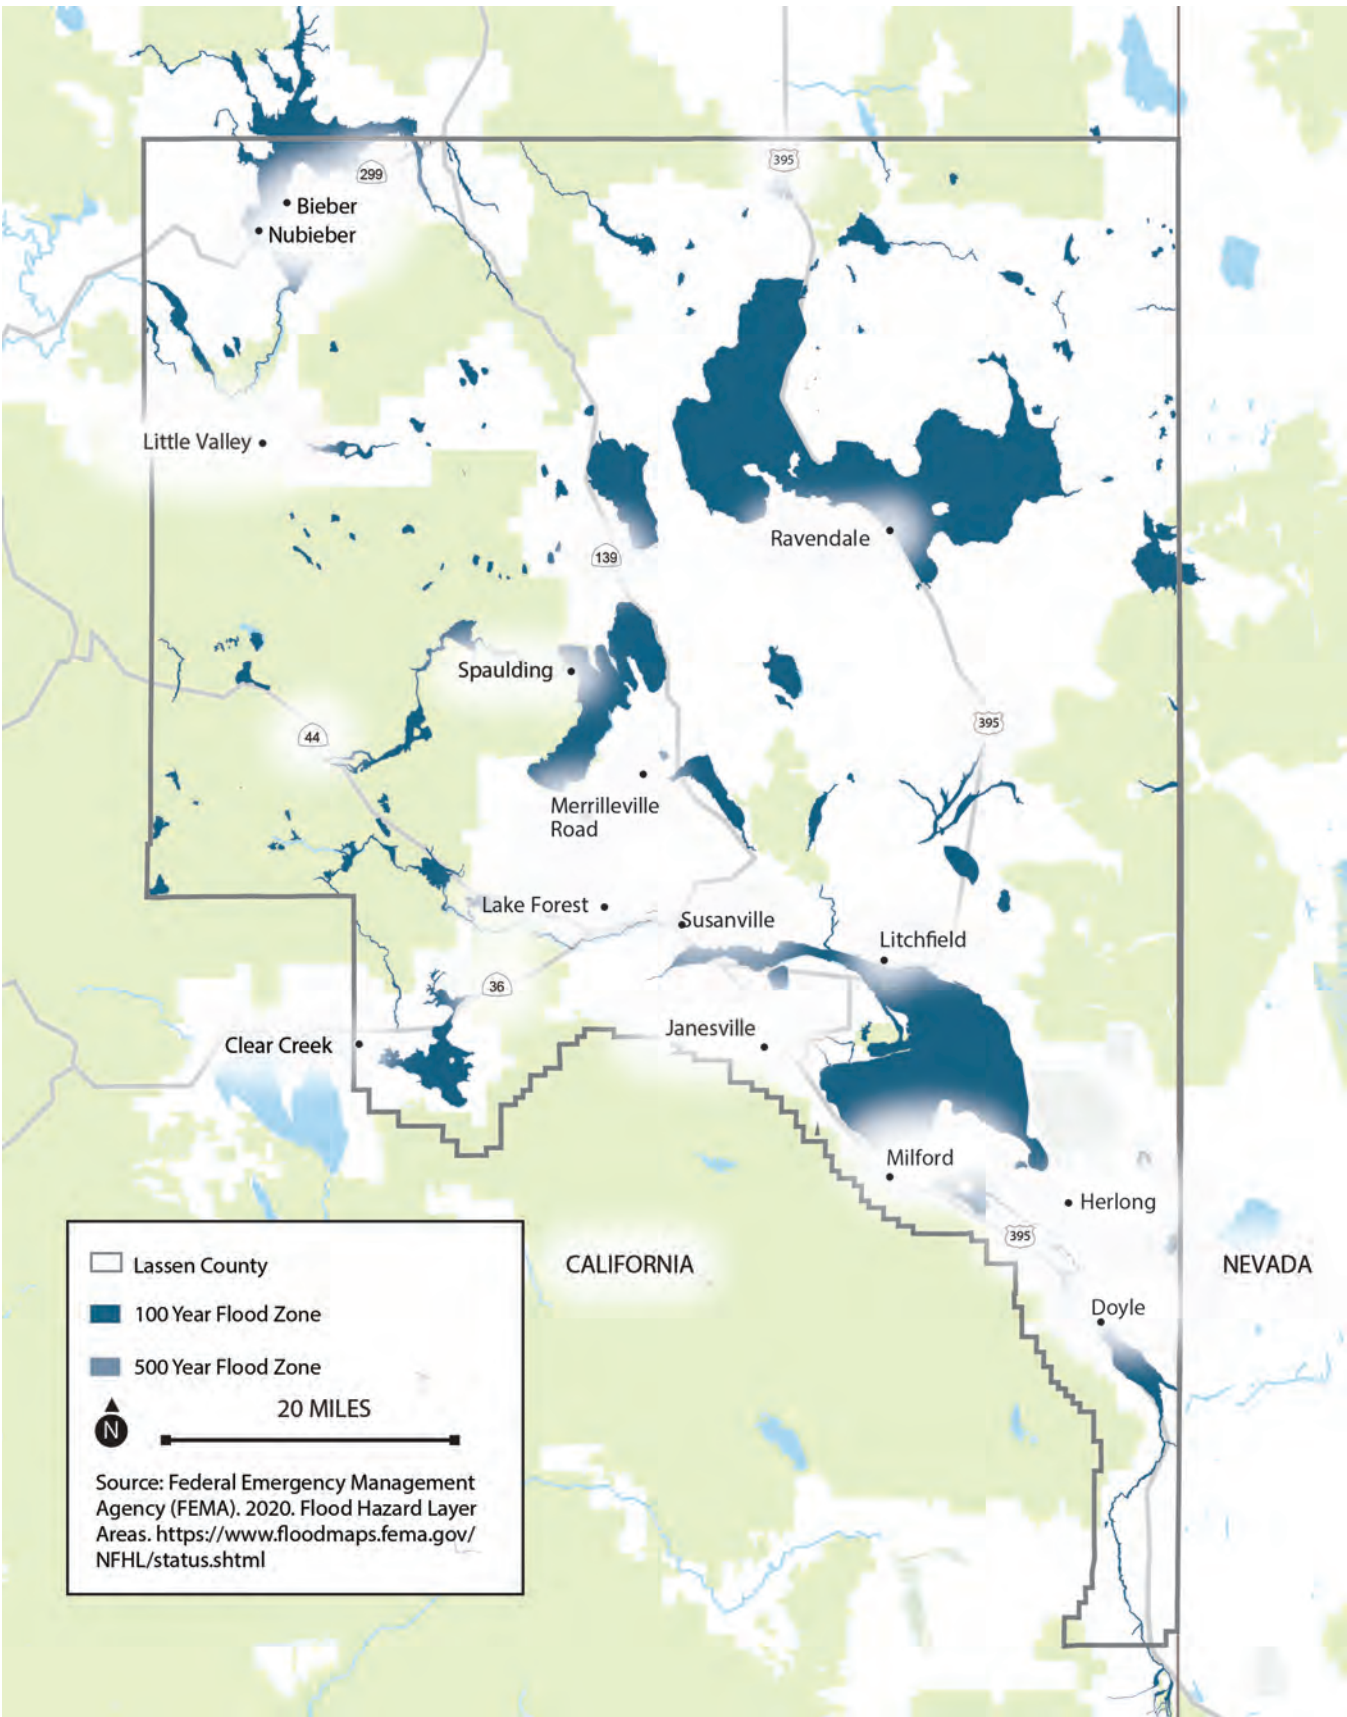 395
299
Bieber
Nubieber
Little Valley
Ravendale
139
Spaulding
395
44
Merrilleville
Road
Lake Forest
Susanville
Litchfield
36
Janesville
Clear Creek
Milford
Herlong
395
CALIFORNIA
NEVADA
Doyle
Lassen County
100 Year Flood Zone
500 Year Flood Zone
20 MILES
N
Source: Federal Emergency Management
Agency (FEMA). 2020. Flood Hazard Layer
Areas. https://www.floodmaps.fema.gov/
NFHL/status.shtml